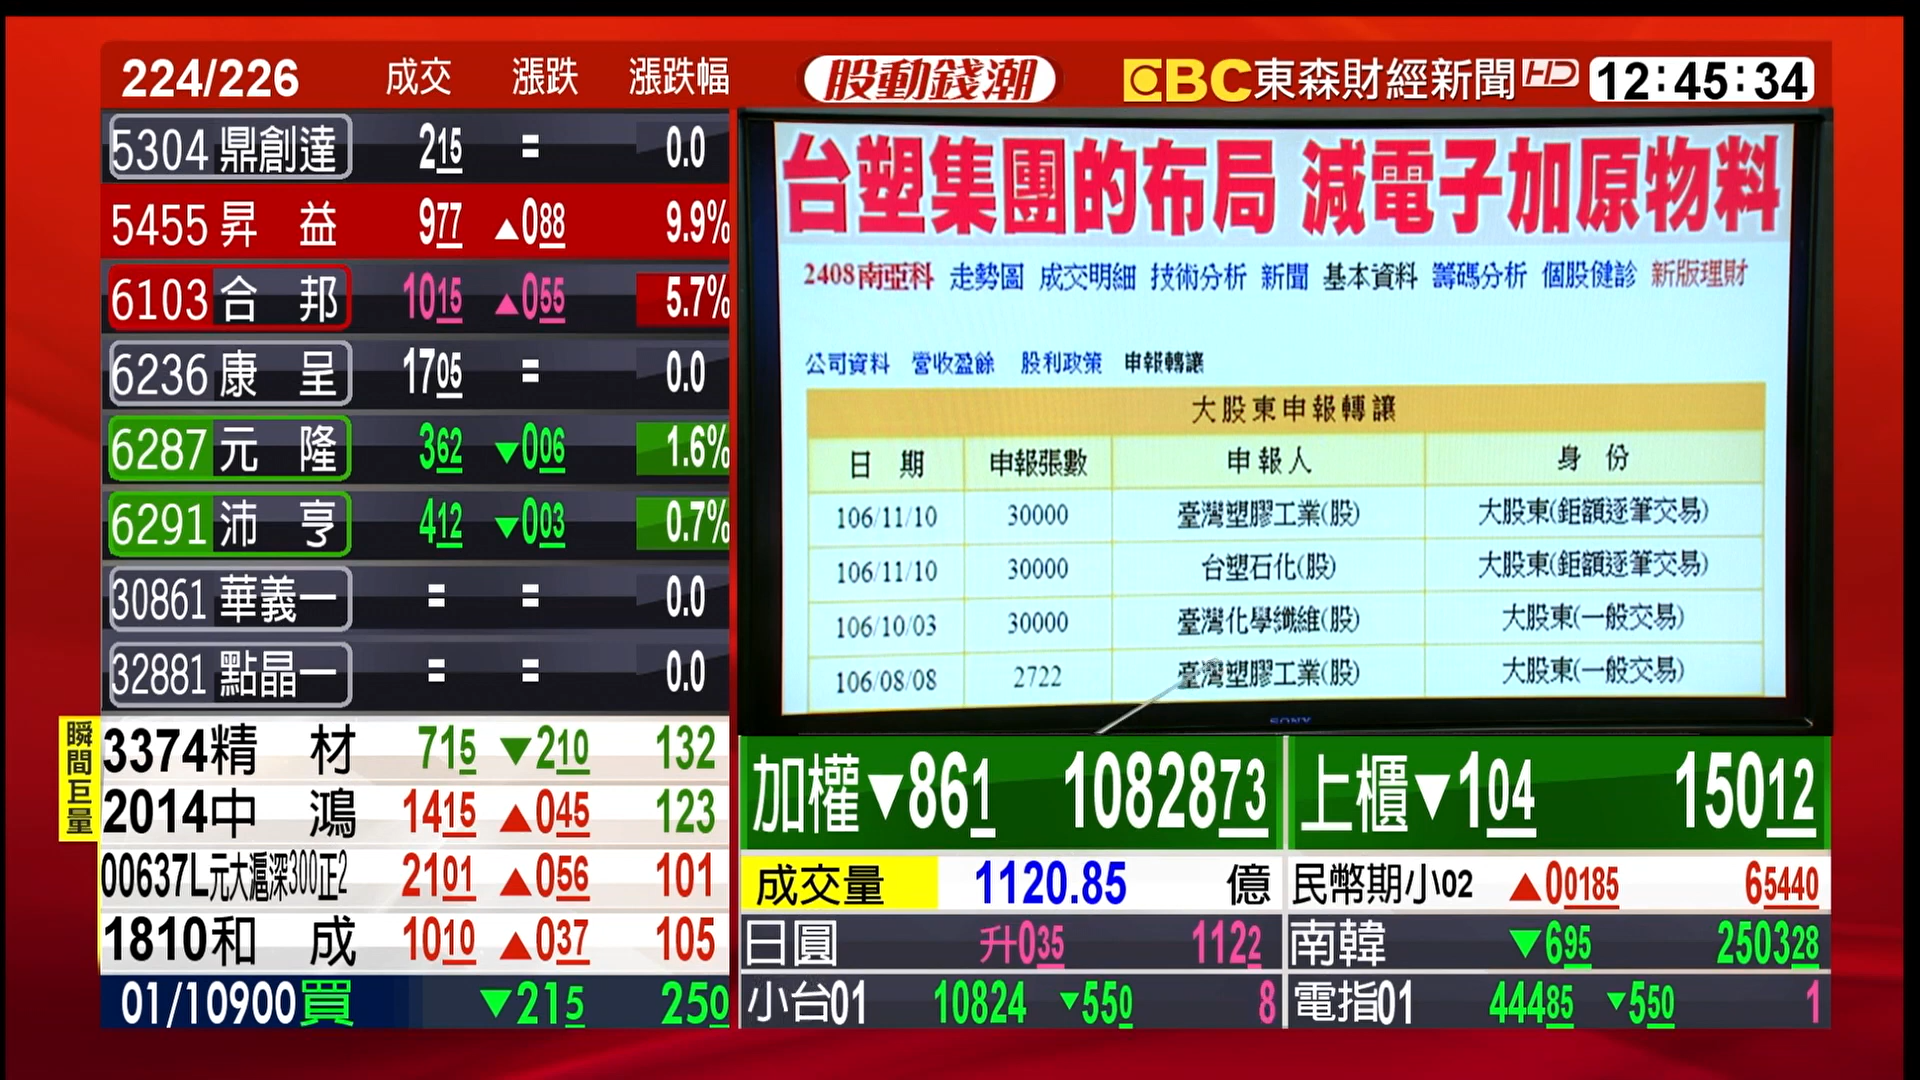 224/226 成交 漲跌 漲跌幅
股動錢潮 EBC東森財經新聞HD 12:45:34
5304 鼎創達 215 = 0.0
5455 昇益 977 ▲088 9.9%
6103 合邦 1015 ▲055 5.7%
6236 康呈 1705 = 0.0
6287 元隆 362 ▼006 1.6%
6291 沛亨 412 ▼003 0.7%
30861 華義一 = = 0.0
32881 點晶一 = = 0.0
瞬間巨量
3374精材 715 ▼210 132
2014中鴻 1415 ▲045 123
00637L元大滬深300正2 2101 ▲056 101
1810和成 1010 ▲037 105
01/10900買 ▼215 250
台塑集團的布局 減電子加原物料
2408南亞科 走勢圖 成交明細 技術分析 新聞 基本資料 籌碼分析 個股健診 新版理財
公司資料 營收盈餘 股利政策 申報轉讓
大股東申報轉讓
日期 申報張數 申報人 身份
106/11/10 30000 臺灣塑膠工業(股) 大股東(鉅額逐筆交易)
106/11/10 30000 台塑石化(股) 大股東(鉅額逐筆交易)
106/10/03 30000 臺灣化學纖維(股) 大股東(一般交易)
106/08/08 2722 臺灣塑膠工業(股) 大股東(一般交易)
SONY
加權▼861 1082873 上櫃▼104 15012
成交量 1120.85 億 民幣期小02 ▲00185 65440
日圓 升035 1122 南韓 ▼695 250328
小台01 10824 ▼550 8 電指01 44485 ▼550 1